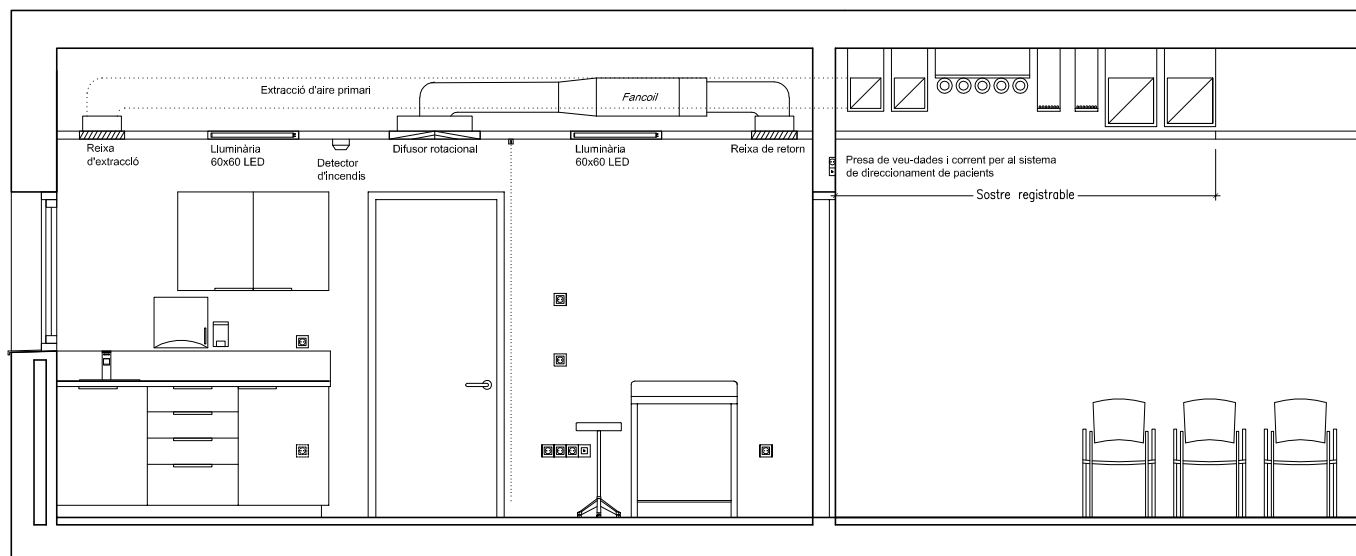 Extracció d'aire primari
Fancoil
Reixa
d'extracció
Lluminària
60x60 LED
Detector
d'incendis
Difusor rotacional
Lluminària
60x60 LED
Reixa de retorn
Presa de veu-dades i corrent per al sistema
de direccionament de pacients
Sostre registrable